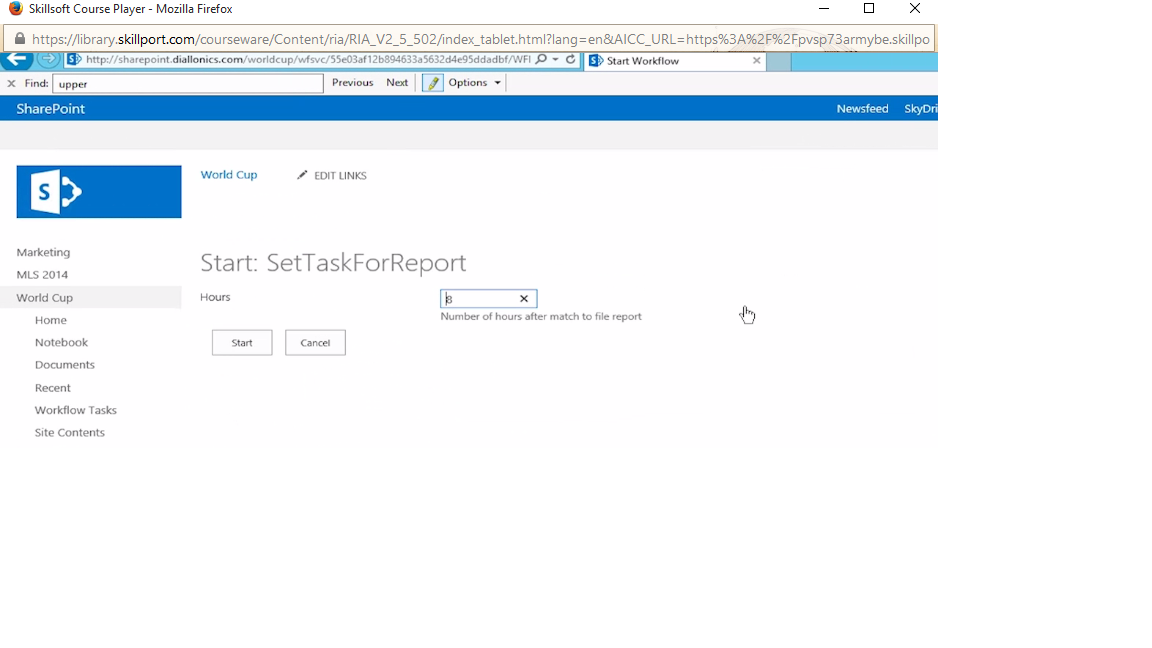 Skillsoft Course Player - Mozilla Firefox
https://library.skillport.com/courseware/Content/ria/RIA_V2_5_502/index_tablet.html?lang=en&AICC_URL=https%3A%2F%2Fpvsp73armybe.skillpo
http://sharepoint.diallonics.com/worldcup/wfsvc/55e03af12b894633a5632d4e95ddadbf/WFI Start Workflow
Find: upper Previous Next Options
SharePoint Newsfeed SkyDri
S World Cup EDIT LINKS
Marketing
Start: SetTaskForReport
MLS 2014
World Cup
Hours 8
Number of hours after match to file report
Home
Start Cancel
Notebook
Documents
Recent
Workflow Tasks
Site Contents